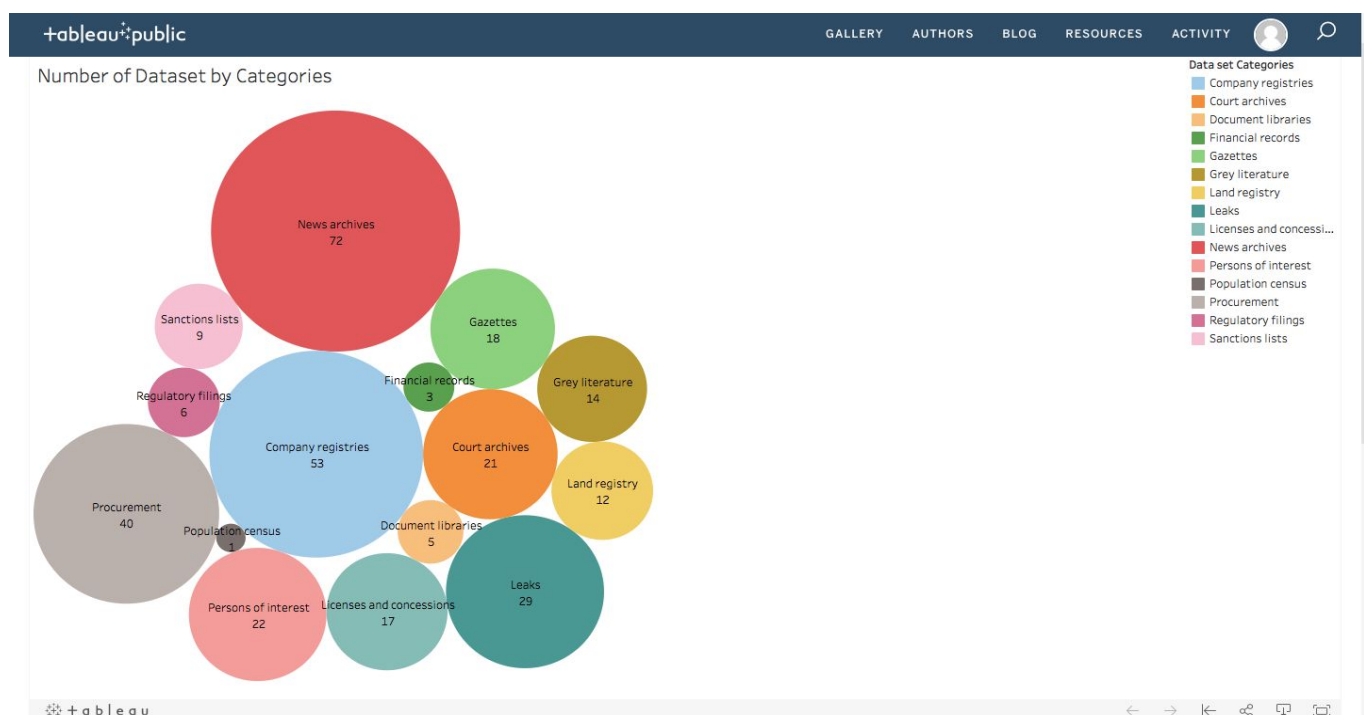 +ableau+public
GALLERY AUTHORS BLOG RESOURCES ACTIVITY
Number of Dataset by Categories
News archives
72
Sanctions lists
9
Gazettes
18
Financial records
3
Grey literature
14
Regulatory filings
6
Company registries
53
Court archives
21
Land registry
12
Procurement
40
Population census
1
Document libraries
5
Leaks
29
Persons of interest
22
Licenses and concessions
17
Data set Categories
Company registries
Court archives
Document libraries
Financial records
Gazettes
Grey literature
Land registry
Leaks
Licenses and concessi...
News archives
Persons of interest
Population census
Procurement
Regulatory filings
Sanctions lists
+ableau